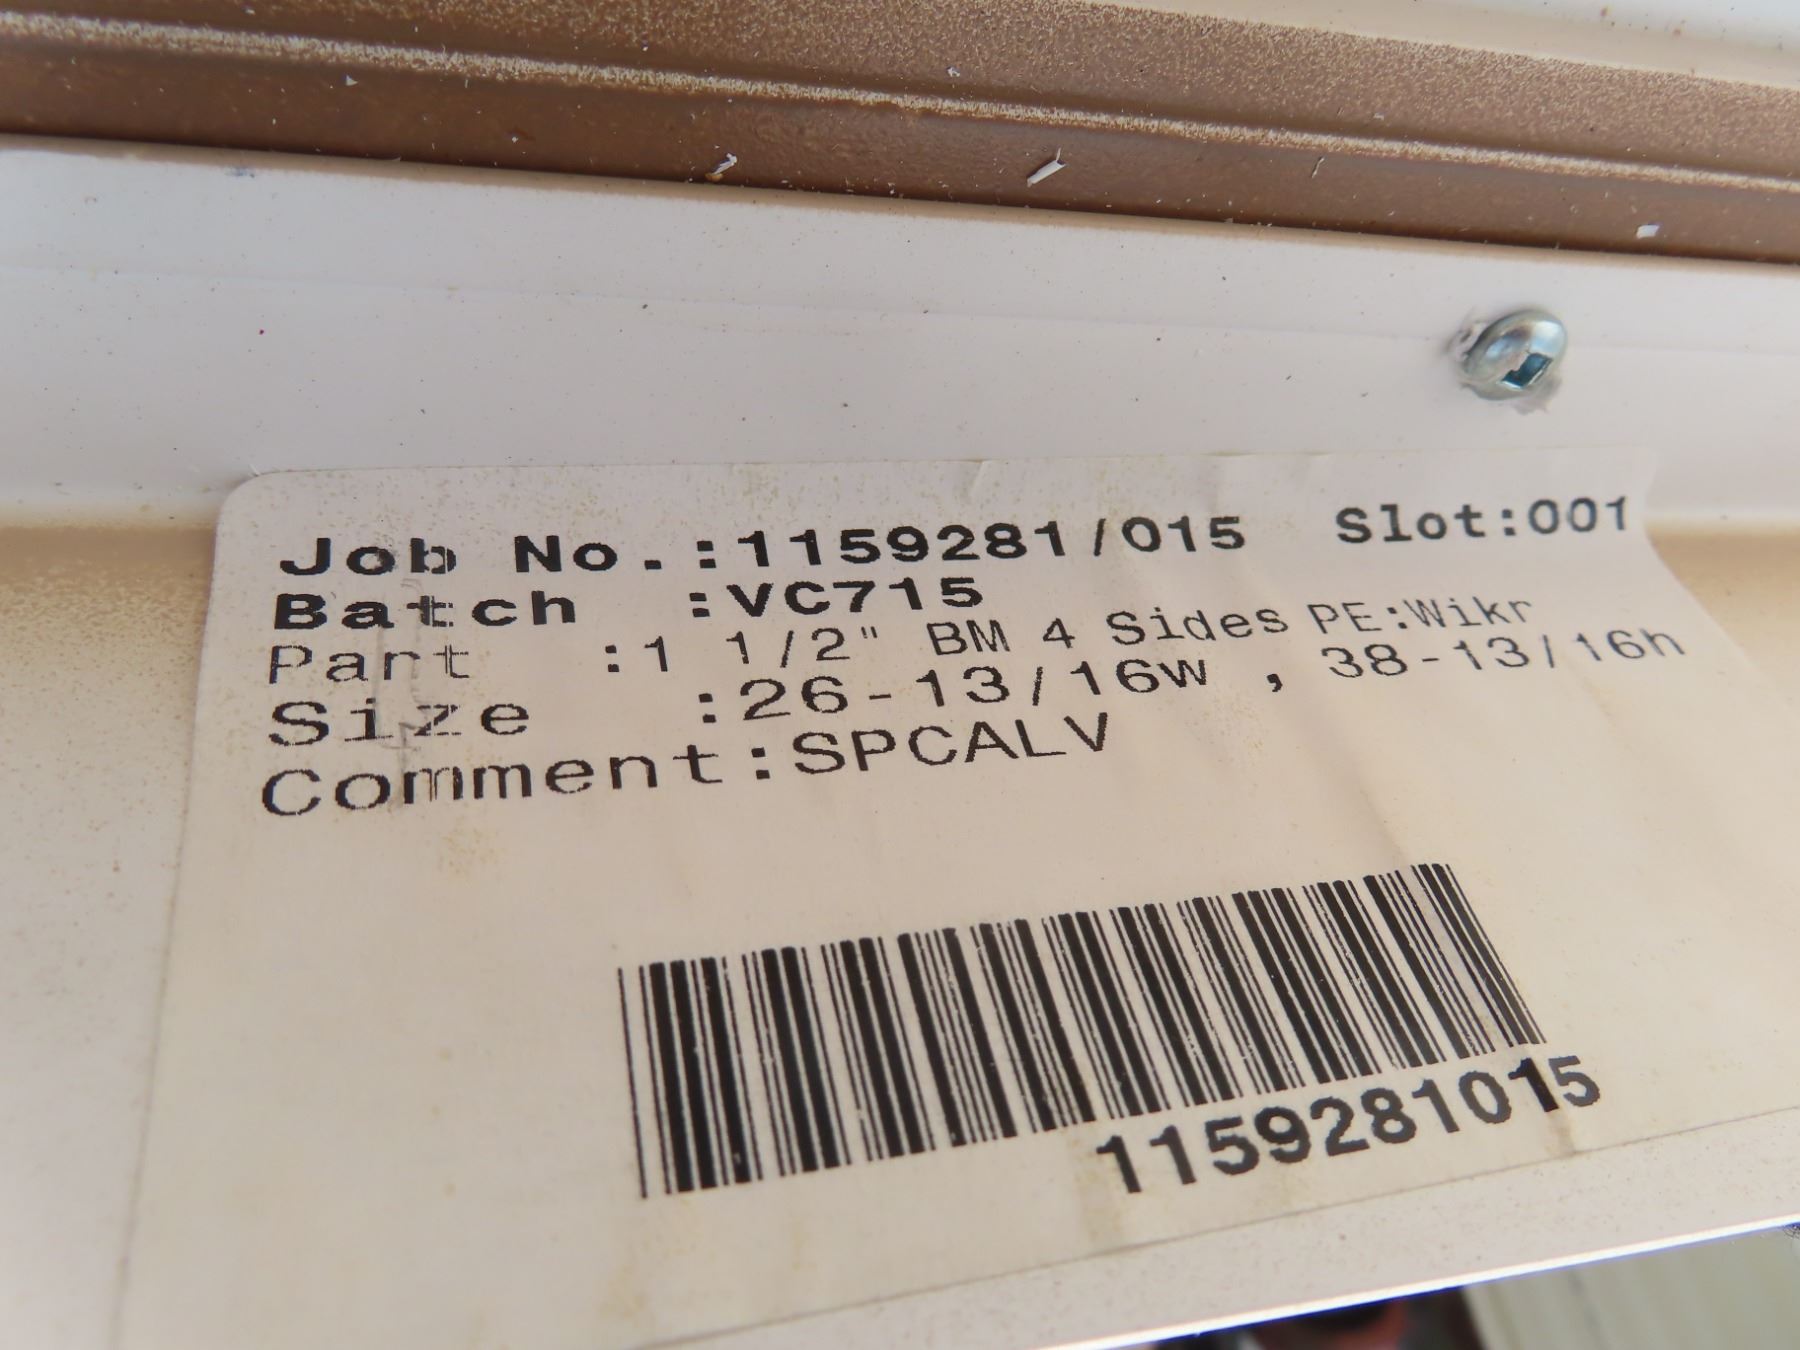 Job No.:1159281/015 Slot:001
Batch :VC715
Part :1 1/2" BM 4 Sides PE:Wikr
Size :26-13/16w , 38-13/16h
Comment:SPCALV
1159281015